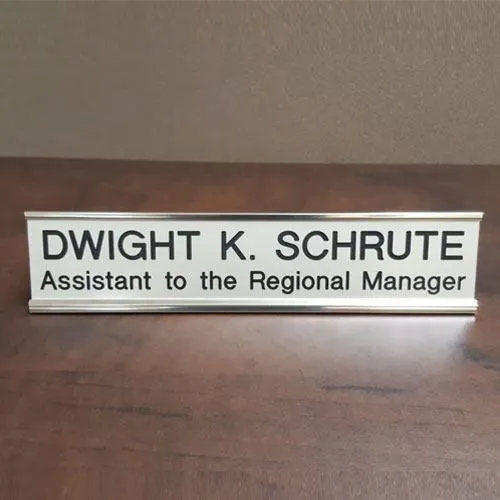 DWIGHT K. SCHRUTE
Assistant to the Regional Manager